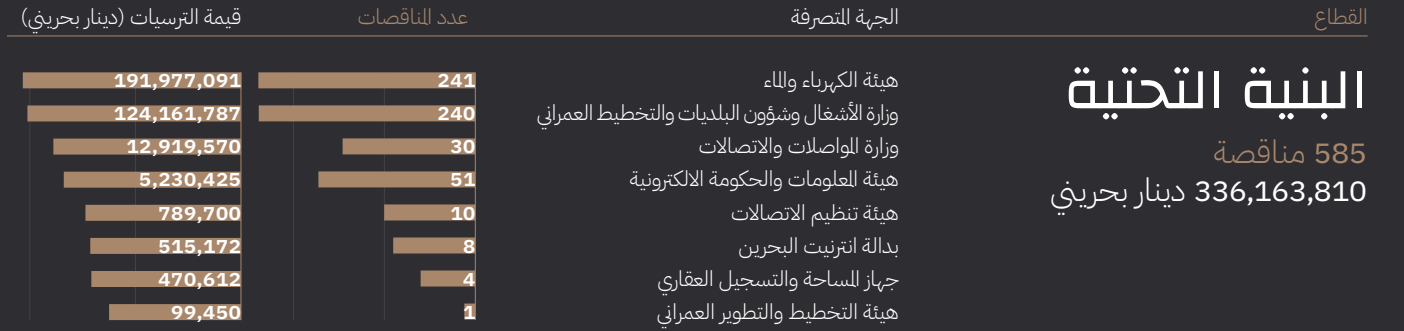 القطاع الجهة المتصرفة عدد المناقصات قيمة الترسيات (دينار بحريني)
البنية التحتية
585 مناقصة
336,163,810 دينار بحريني
هيئة الكهرباء والماء 241 191,977,091
وزارة الأشغال وشؤون البلديات والتخطيط العمراني 240 124,161,787
وزارة المواصلات والاتصالات 30 12,919,570
هيئة المعلومات والحكومة الالكترونية 51 5,230,425
هيئة تنظيم الاتصالات 10 789,700
بدالة انترنيت البحرين 8 515,172
جهاز المساحة والتسجيل العقاري 4 470,612
هيئة التخطيط والتطوير العمراني 1 99,450